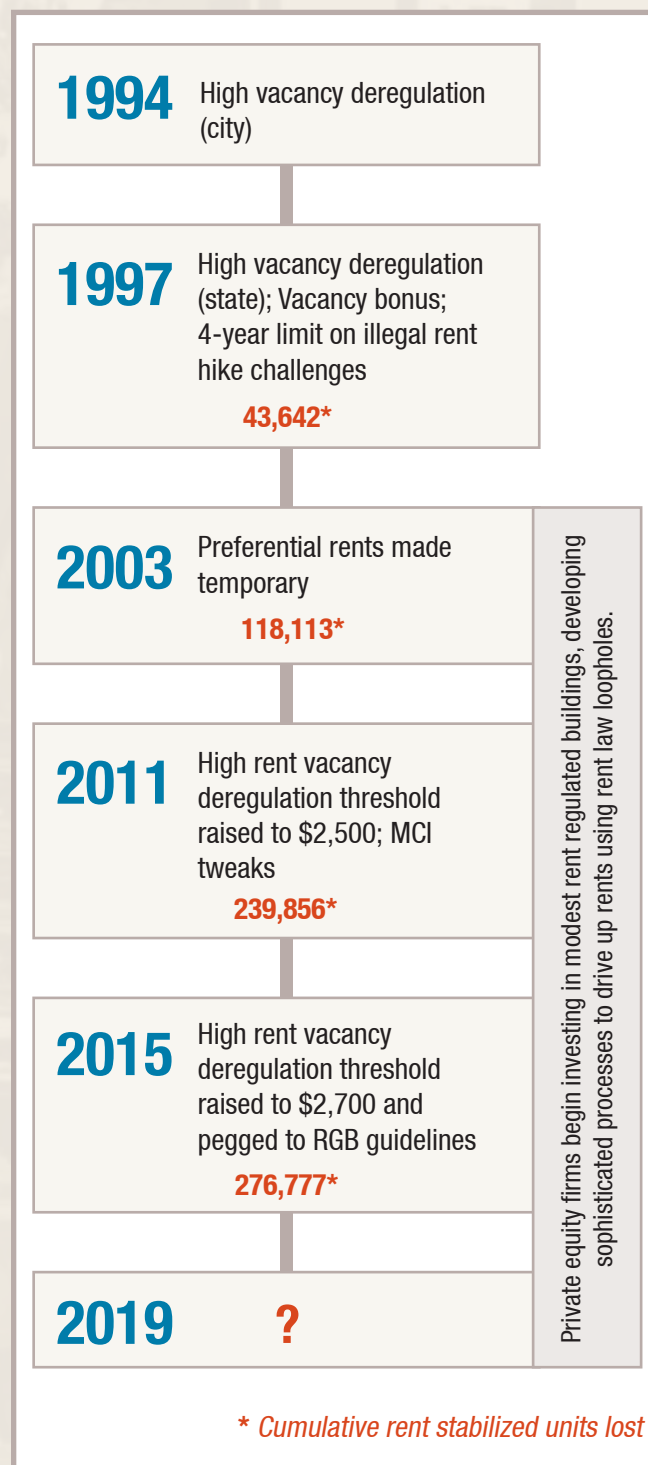 1994
High vacancy deregulation
(city)
1997
High vacancy deregulation
(state); Vacancy bonus;
4-year limit on illegal rent
hike challenges
43,642*
2003
Preferential rents made
temporary
118,113*
2011
High rent vacancy
deregulation threshold
raised to $2,500; MCI
tweaks
239,856*
2015
High rent vacancy
deregulation threshold
raised to $2,700 and
pegged to RGB guidelines
276,777*
2019
?
Private equity firms begin investing in modest rent regulated buildings, developing
sophisticated processes to drive up rents using rent law loopholes.
* Cumulative rent stabilized units lost